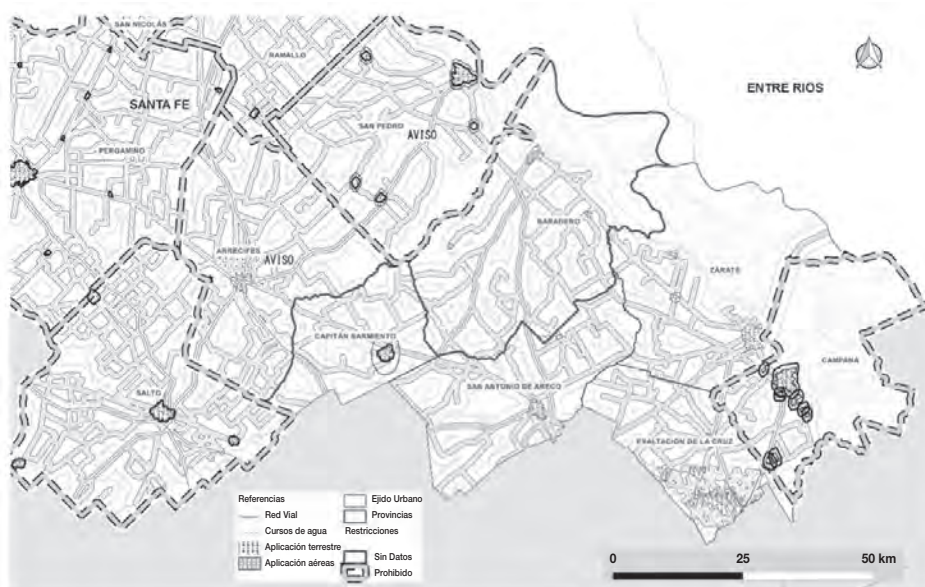 SAN NICOLÁS
RAMALLO
ENTRE RIOS
SANTA FE
SAN PEDRO
AVISO
PERGAMINO
BARADERO
ARRECIFES
AVISO
ZÁRATE
CAPITÁN SARMIENTO
CAMPANA
SAN ANTONIO DE ARECO
SALTO
EXALTACIÓN DE LA CRUZ
Referencias
Red Vial
Cursos de agua
Aplicación terrestre
Aplicación aéreas
Ejido Urbano
Provincias
Restricciones
Sin Datos
Prohibido
0 25 50 km